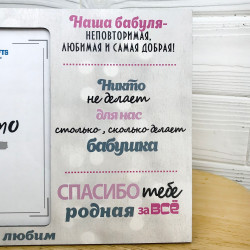 Наша бабуля-
НЕПОВТОРИМАЯ,
ЛЮБИМАЯ И САМАЯ ДОБРАЯ!
Никто
не делает
для нас
столько, сколько делает
бабушка
СПАСИБО тебе
родная за ВСЁ
любим